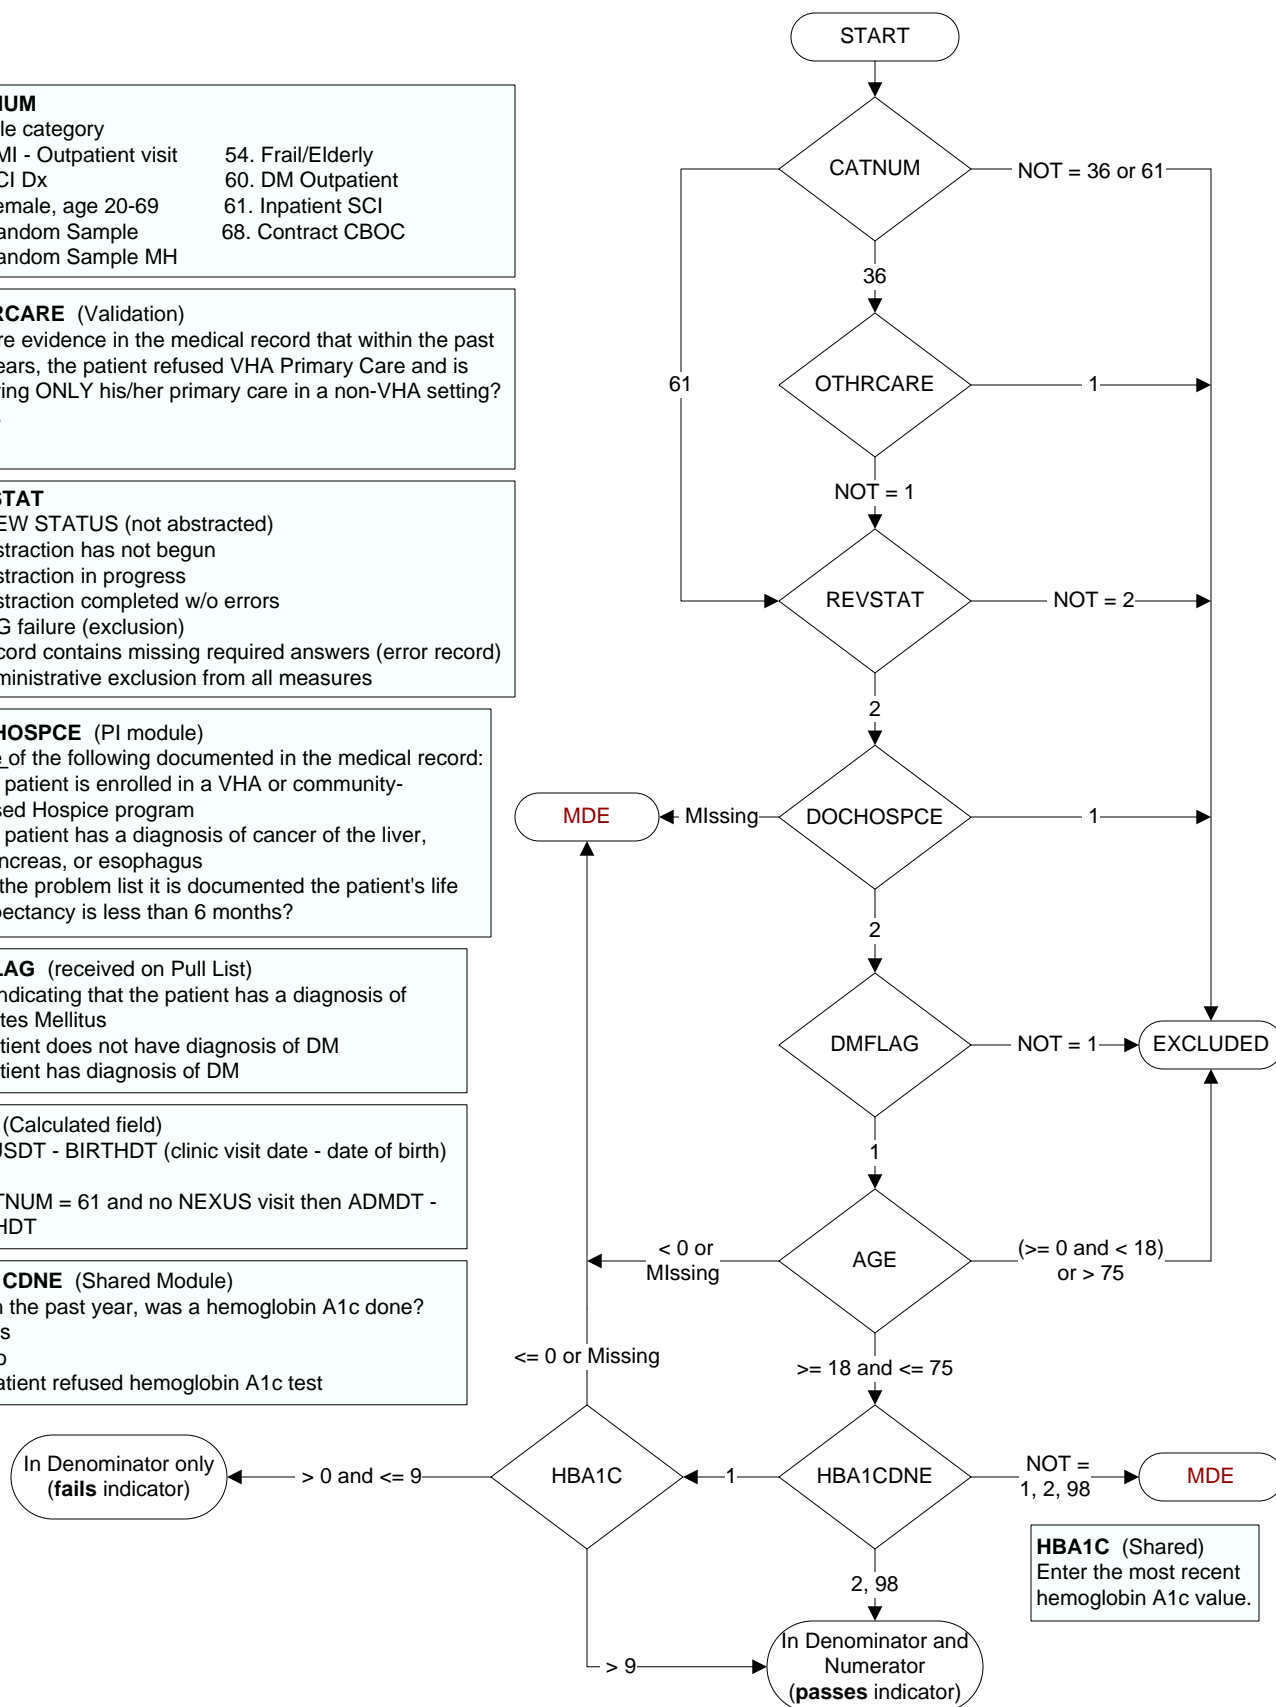 START
NUM
le category
MI - Outpatient visit 54. Frail/Elderly
CI Dx 60. DM Outpatient
emale, age 20-69 61. Inpatient SCI
andom Sample 68. Contract CBOC
andom Sample MH
CATNUM
NOT = 36 or 61
36
61
RCARE (Validation)
re evidence in the medical record that within the past
ears, the patient refused VHA Primary Care and is
ving ONLY his/her primary care in a non-VHA setting?
OTHRCARE
1
NOT = 1
STAT
EW STATUS (not abstracted)
straction has not begun
straction in progress
straction completed w/o errors
G failure (exclusion)
cord contains missing required answers (error record)
ministrative exclusion from all measures
REVSTAT
NOT = 2
2
HOSPCE (PI module)
e of the following documented in the medical record:
patient is enrolled in a VHA or community-
sed Hospice program
patient has a diagnosis of cancer of the liver,
ncreas, or esophagus
the problem list it is documented the patient's life
pectancy is less than 6 months?
MDE
MIssing
DOCHOSPCE
1
2
LAG (received on Pull List)
ndicating that the patient has a diagnosis of
tes Mellitus
tient does not have diagnosis of DM
tient has diagnosis of DM
DMFLAG
NOT = 1
EXCLUDED
1
(Calculated field)
USDT - BIRTHDT (clinic visit date - date of birth)
TNUM = 61 and no NEXUS visit then ADMDT -
HDT
< 0 or
MIssing
AGE
(>= 0 and < 18)
or > 75
CDNE (Shared Module)
n the past year, was a hemoglobin A1c done?
s
o
atient refused hemoglobin A1c test
<= 0 or Missing
>= 18 and <= 75
In Denominator only
(fails indicator)
> 0 and <= 9
HBA1C
1
HBA1CDNE
NOT =
1, 2, 98
MDE
HBA1C (Shared)
Enter the most recent
hemoglobin A1c value.
2, 98
> 9
In Denominator and
Numerator
(passes indicator)